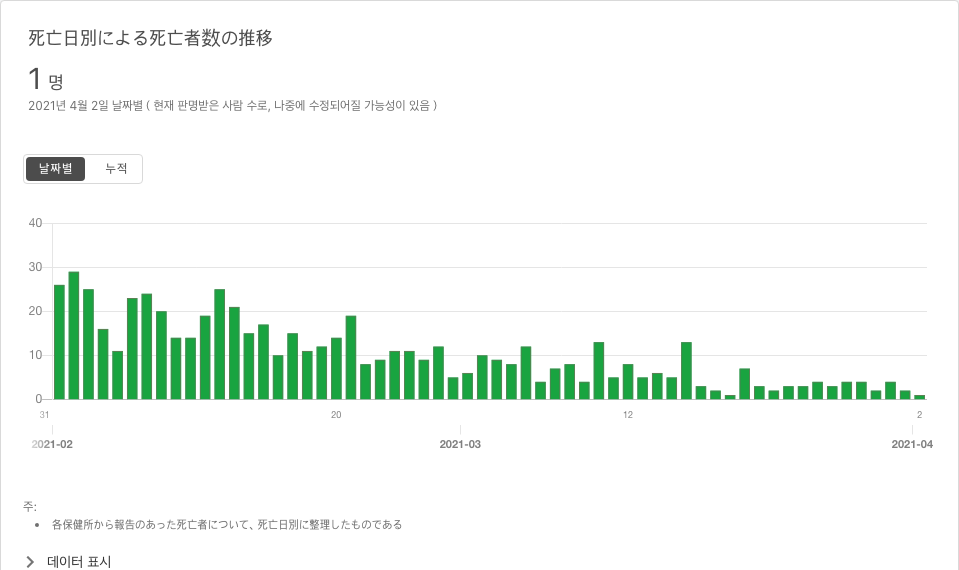 死亡日別による死亡者数の推移
1 명
2021년 4월 2일 날짜별 ( 현재 판명받은 사람 수로, 나중에 수정되어질 가능성이 있음 )
날짜별 누적
40
30
20
10
0
31 20 12 2
2021-02 2021-03 2021-04
주:
• 各保健所から報告のあった死亡者について、死亡日別に整理したものである
데이터 표시